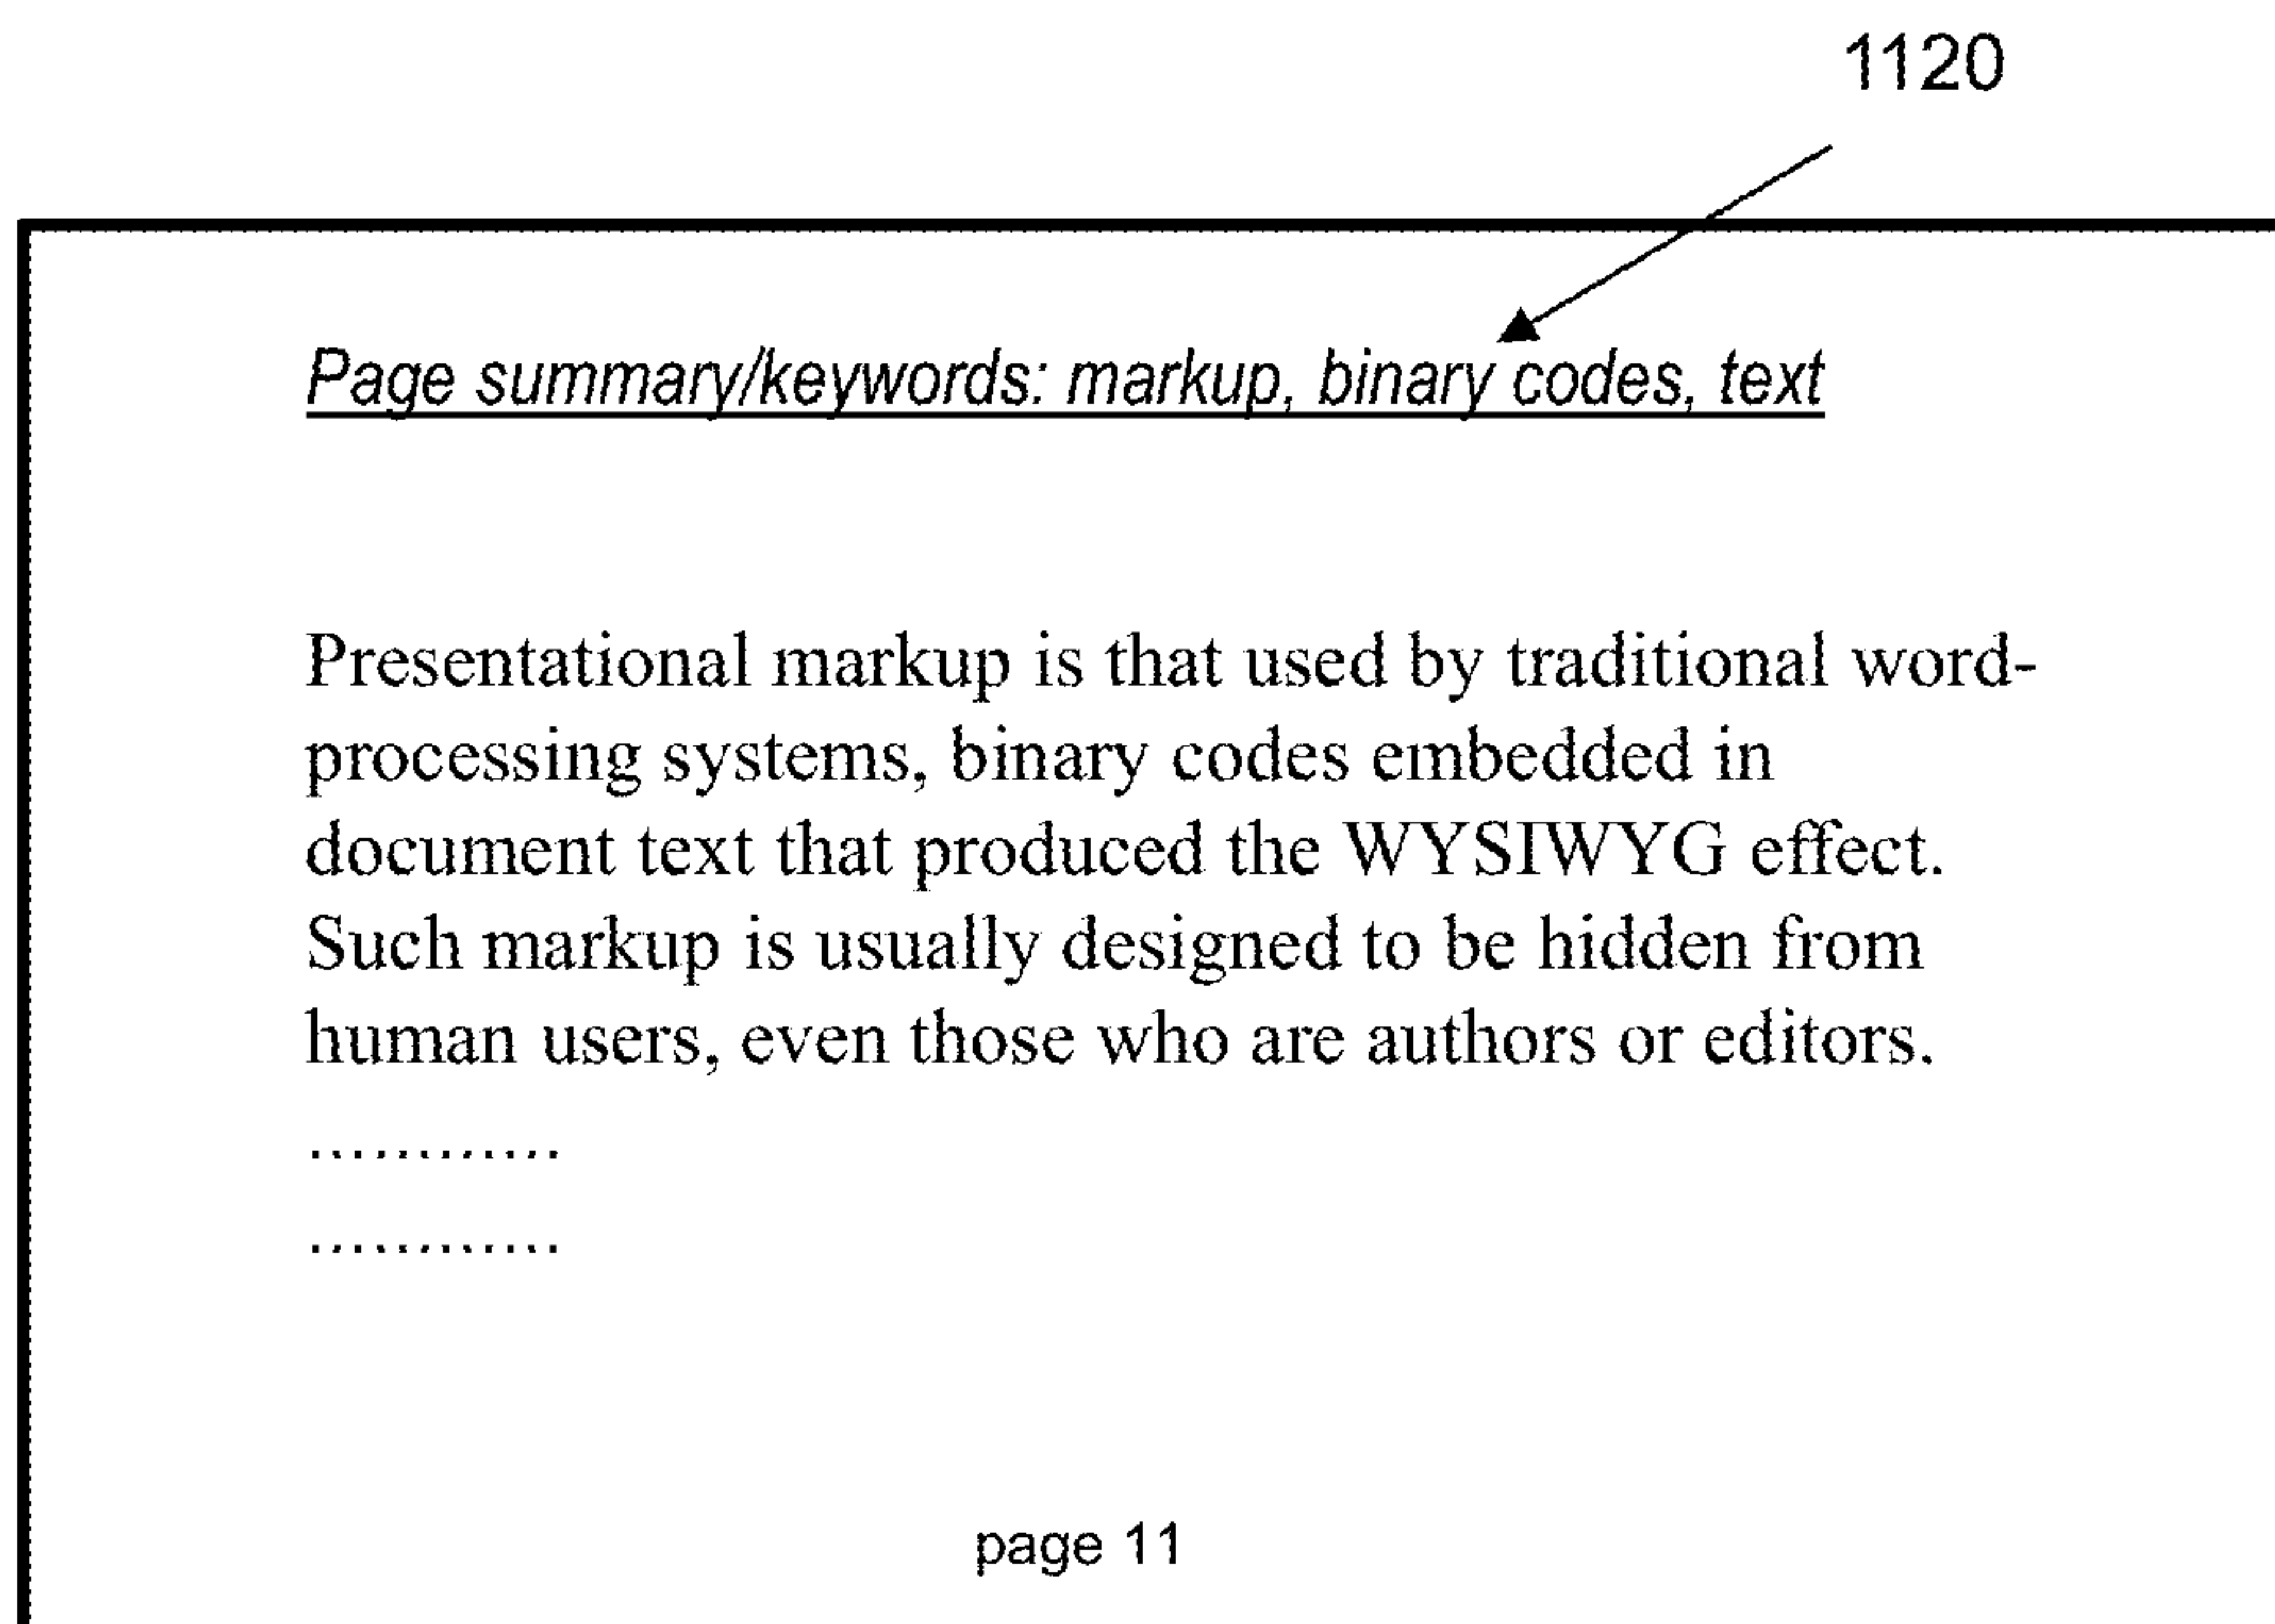 1120
Page summary/keywords: markup, binary codes, text
Presentational markup is that used by traditional word-
processing systems, binary codes embedded in
document text that produced the WYSIWYG effect.
Such markup is usually designed to be hidden from
human users, even those who are authors or editors.
............
............
page 11